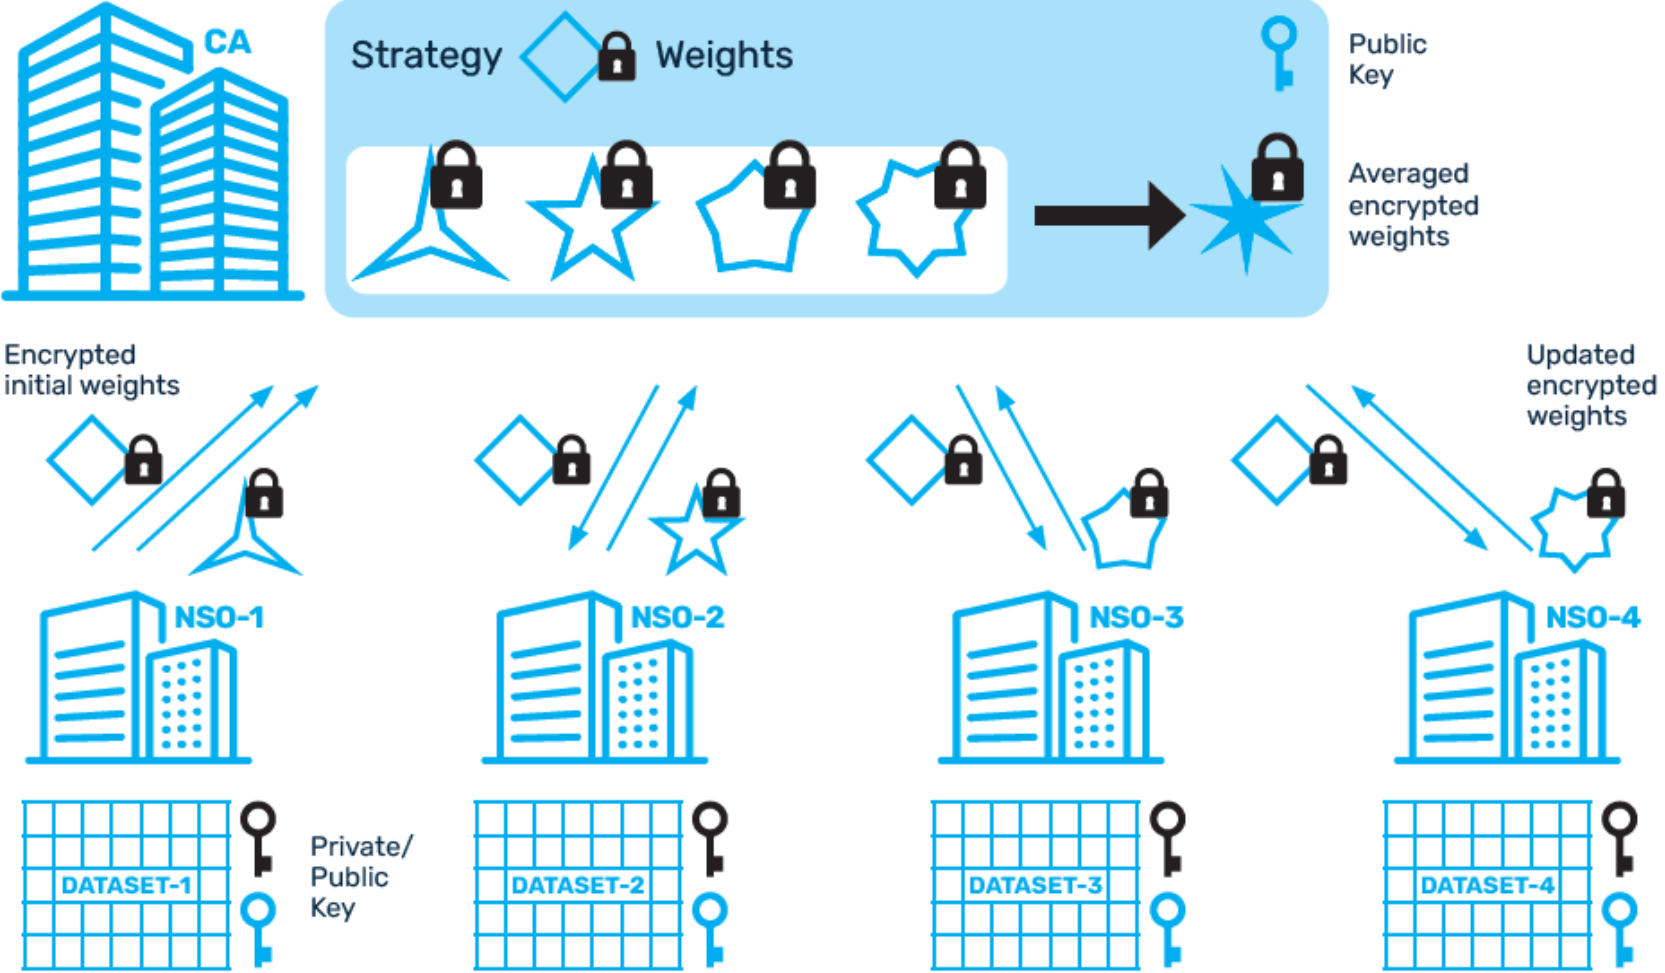 CA
Strategy Weights
Public
Key
Averaged
encrypted
weights
Encrypted
initial weights
Updated
encrypted
weights
NSO-1
NSO-2
NSO-3
NSO-4
DATASET-1
Private/
Public
Key
DATASET-2
DATASET-3
DATASET-4